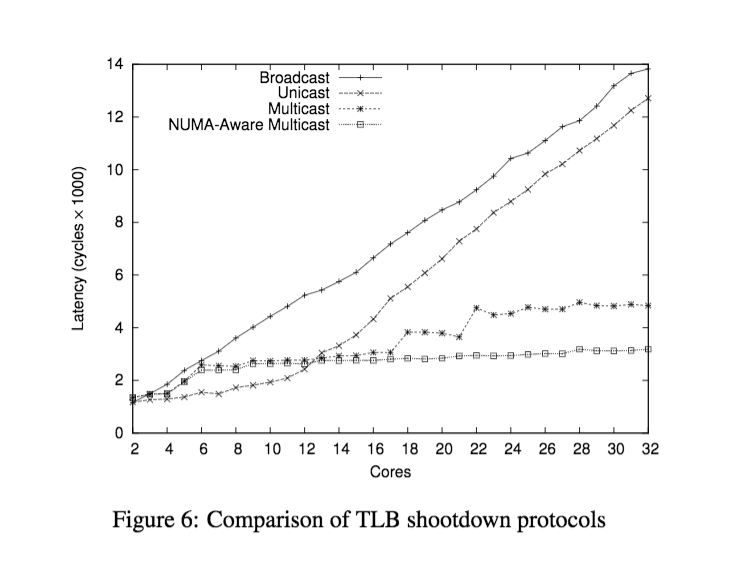 14
12
10
8
6
4
2
0
Latency (cycles × 1000)
Broadcast
Unicast
Multicast
NUMA-Aware Multicast
2 4 6 8 10 12 14 16 18 20 22 24 26 28 30 32
Cores
Figure 6: Comparison of TLB shootdown protocols